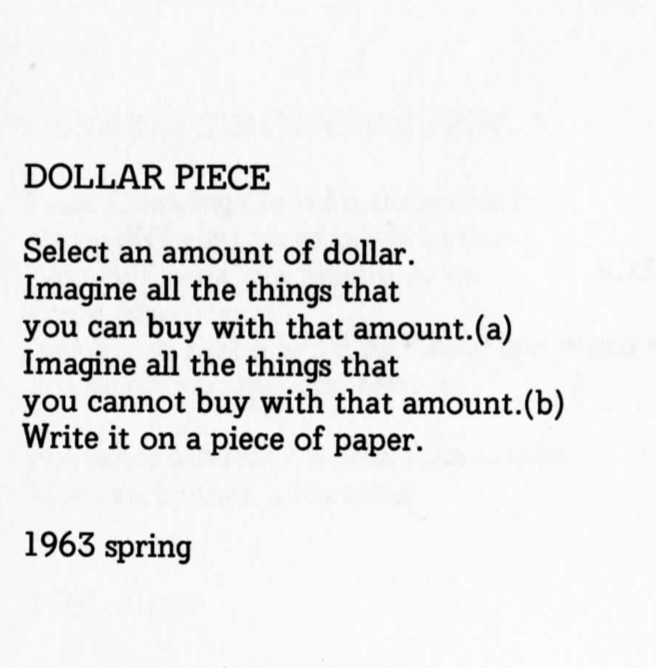 DOLLAR PIECE
Select an amount of dollar.
Imagine all the things that
you can buy with that amount.(a)
Imagine all the things that
you cannot buy with that amount.(b)
Write it on a piece of paper.
1963 spring